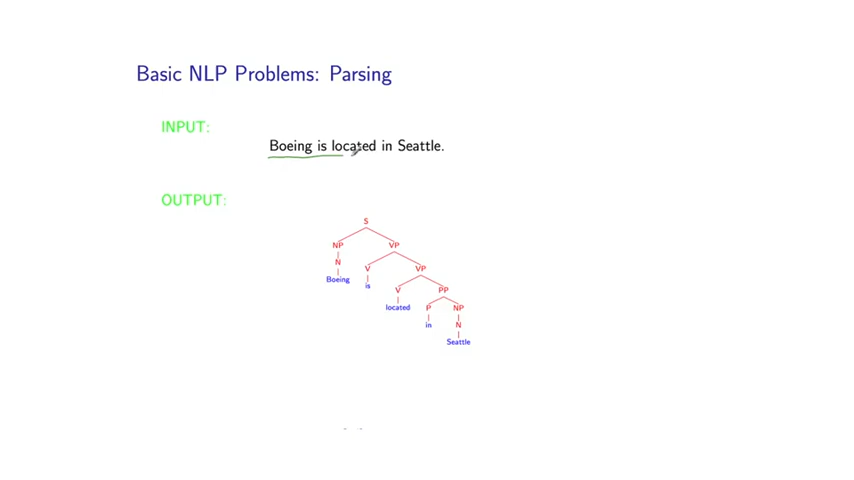 Basic NLP Problems: Parsing
INPUT:
Boeing is located in Seattle.
OUTPUT:
S
NP VP
N V VP
Boeing is V PP
located P NP
in N
Seattle